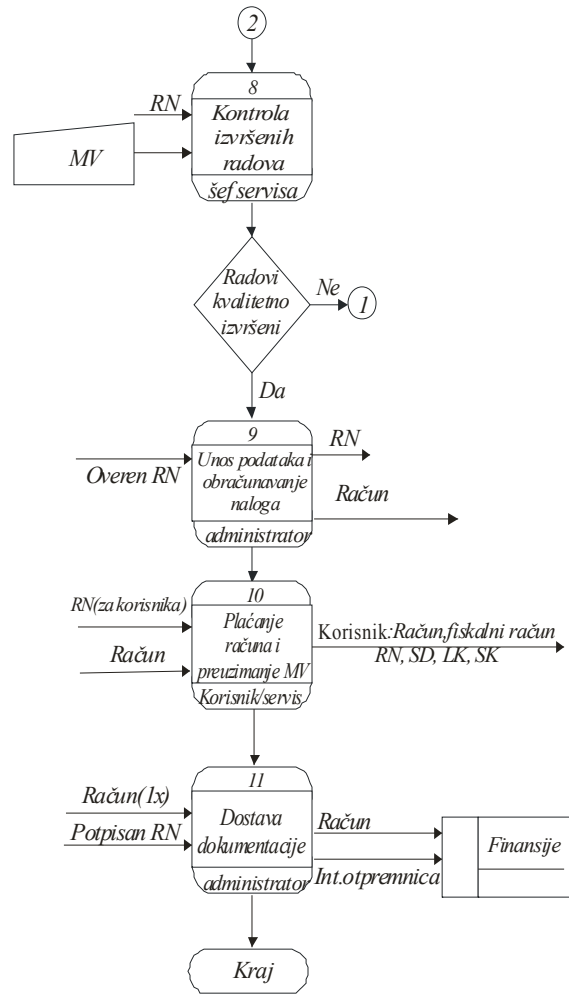 2
8
RN
Kontrola
izvršenih
radova
MV
šef servisa
Radovi
kvalitetno
izvršeni
Ne
1
Da
9
RN
Unos podataka i
obračunavanje
naloga
Overen RN
Račun
administrator
10
RN(za korisnika)
Plaćanje
računa i
preuzimanje MV
Korisnik:Račun,fiskalni račun
RN, SD, LK, SK
Račun
Korisnik/servis
11
Račun(1x)
Dostava
dokumentacije
Račun
Potpisan RN
Finansije
Int.otpremnica
administrator
Kraj